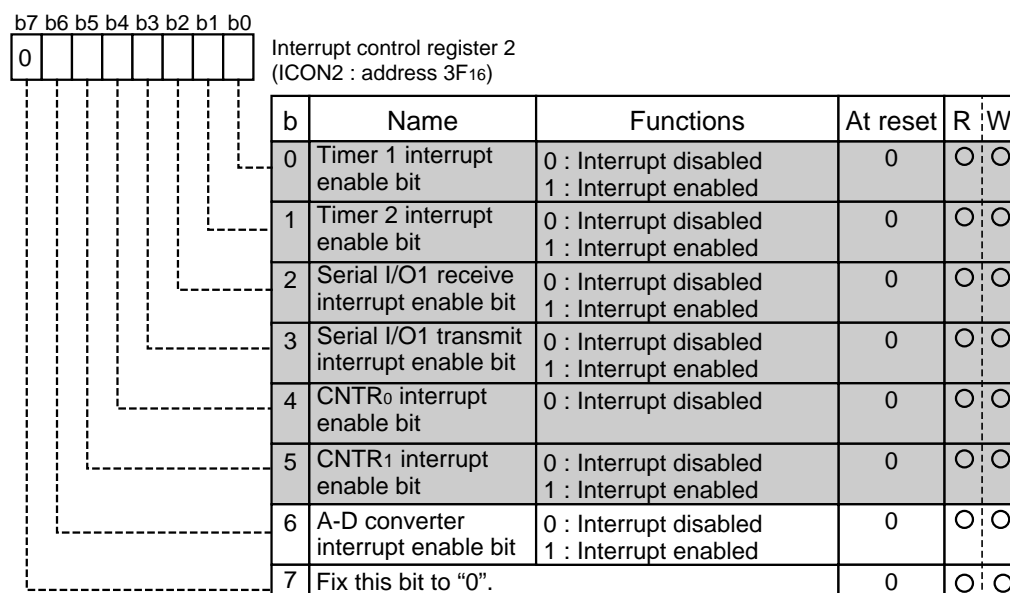 b7 b6 b5 b4 b3 b2 b1 b0
0
Interrupt control register 2
(ICON2 : address 3F16)
b Name Functions At reset R W
0 Timer 1 interrupt enable bit 0 : Interrupt disabled 0
1 : Interrupt enabled
1 Timer 2 interrupt enable bit 0 : Interrupt disabled 0
1 : Interrupt enabled
2 Serial I/O1 receive interrupt enable bit 0 : Interrupt disabled 0
1 : Interrupt enabled
3 Serial I/O1 transmit interrupt enable bit 0 : Interrupt disabled 0
1 : Interrupt enabled
4 CNTR0 interrupt enable bit 0 : Interrupt disabled 0
5 CNTR1 interrupt enable bit 0 : Interrupt disabled 0
1 : Interrupt enabled
6 A-D converter interrupt enable bit 0 : Interrupt disabled 0
1 : Interrupt enabled
7 Fix this bit to “0”. 0